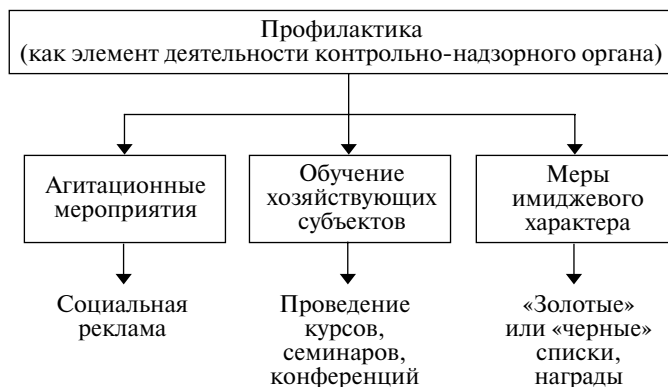 Профилактика
(как элемент деятельности контрольно-надзорного органа)
Агитационные
мероприятия
Обучение
хозяйствующих
субъектов
Меры
имиджевого
характера
Социальная
реклама
Проведение
курсов,
семинаров,
конференций
«Золотые»
или «черные»
списки,
награды